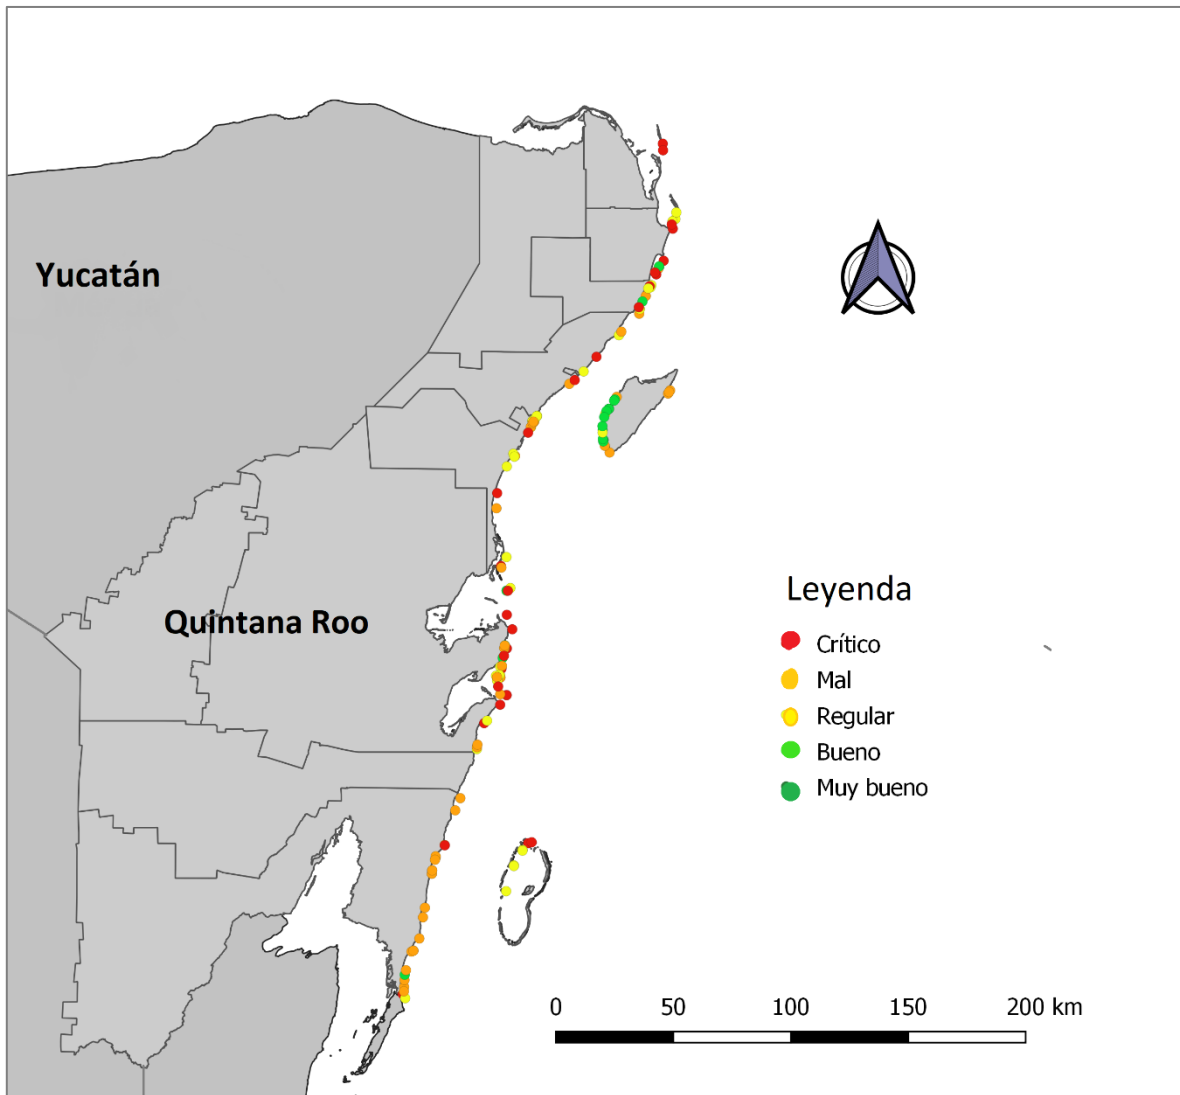 Yucatán
Quintana Roo
Leyenda
Crítico
Mal
Regular
Bueno
Muy bueno
0 50 100 150 200 km